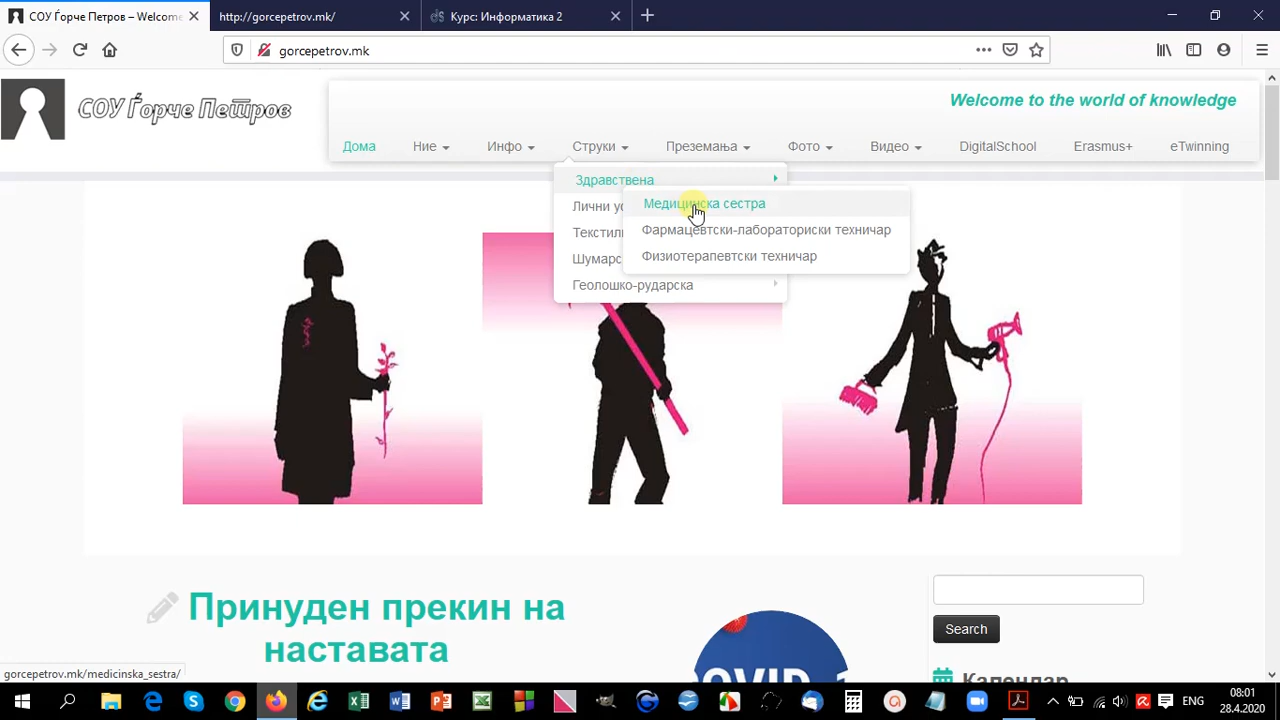 СОУ Ѓорче Петров – Welcome
http://gorcepetrov.mk/
Курс: Информатика 2
gorcepetrov.mk
СОУ Ѓорче Петров
Welcome to the world of knowledge
Дома
Ние
Инфо
Струки
Преземања
Фото
Видео
DigitalSchool
Erasmus+
eTwinning
Здравствена
Медицинска сестра
Лични
Фармацевтски-лабораториски техничар
Физиотерапевтски техничар
Геолошко-рударска
Принуден прекин на
наставата
Search
Календар
gorcepetrov.mk/medicinska_sestra/
ENG
08:01
28.4.2020